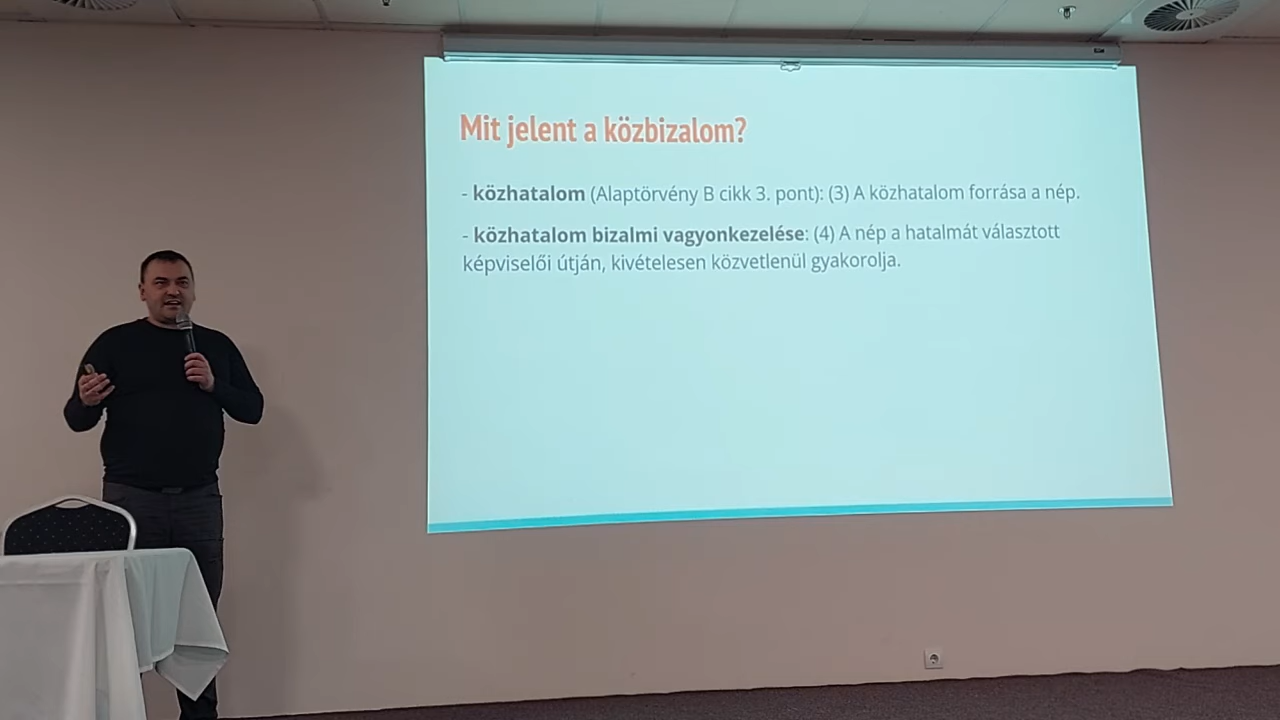 Mit jelent a közbizalom?
- közhatalom (Alaptörvény B cikk 3. pont): (3) A közhatalom forrása a nép.
- közhatalom bizalmi vagyonkezelése: (4) A nép a hatalmát választott
képviselői útján, kivételesen közvetlenül gyakorolja.